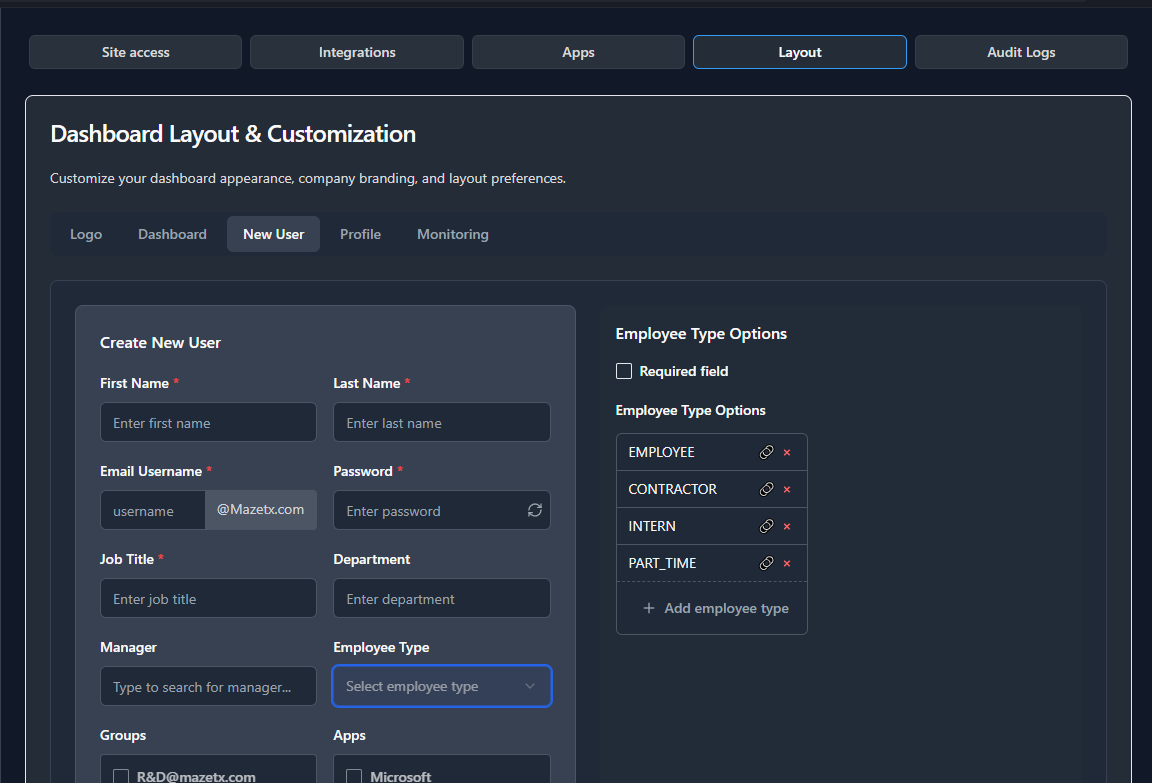 Site access
Integrations
Apps
Layout
Audit Logs
Dashboard Layout & Customization
Customize your dashboard appearance, company branding, and layout preferences.
Logo
Dashboard
New User
Profile
Monitoring
Create New User
First Name *
Last Name *
Enter first name
Enter last name
Email Username *
Password *
username
@Mazetx.com
Enter password
Job Title *
Department
Enter job title
Enter department
Manager
Employee Type
Type to search for manager...
Select employee type
Groups
Apps
R&D@mazetx.com
Microsoft
Employee Type Options
Required field
Employee Type Options
EMPLOYEE
CONTRACTOR
INTERN
PART_TIME
Add employee type